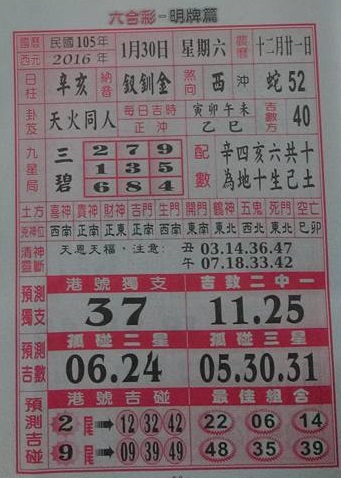 六合彩-明牌篇
國曆 民國105年 1月30日 星期六 農曆 十二月廿一日
西元 2016年
日柱 辛亥 納音 釵釧金 煞向 西 沖 蛇52
卦爻 天火同人 每日吉時 寅卯午未 吉數方 40
正沖 乙巳
九星局 三碧 2 7 9 配數 辛四亥六共十
1 3 5 為地十生己土
6 8 4
土方 喜神 貴神 財神 吉門 生門 開門 鶴神 五鬼 死門 空亡
西南 正南 正東 正南 西南 東南 東北 東北 西北 巳卯
清神靈斷 天恩天福,注意: 丑 03.14.36.47
午 07.18.33.42
預測獨支 港號獨支 吉數二中一
37 11.25
預測吉數 孤碰二星 孤碰三星
06.24 05.30.31
預測吉碰 港號吉碰 最佳組合
2尾 12 32 42 22 06 14
9尾 09 39 49 48 35 39